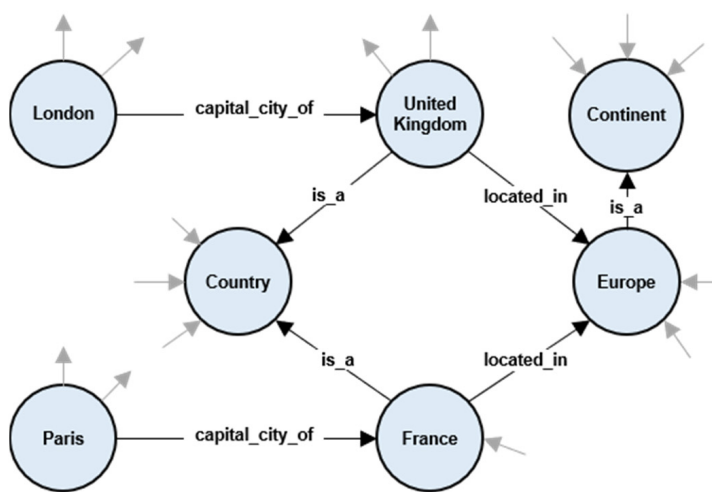 London
capital_city_of
United
Kingdom
Continent
is_a
located_in
is_a
Country
Europe
is_a
located_in
Paris
capital_city_of
France